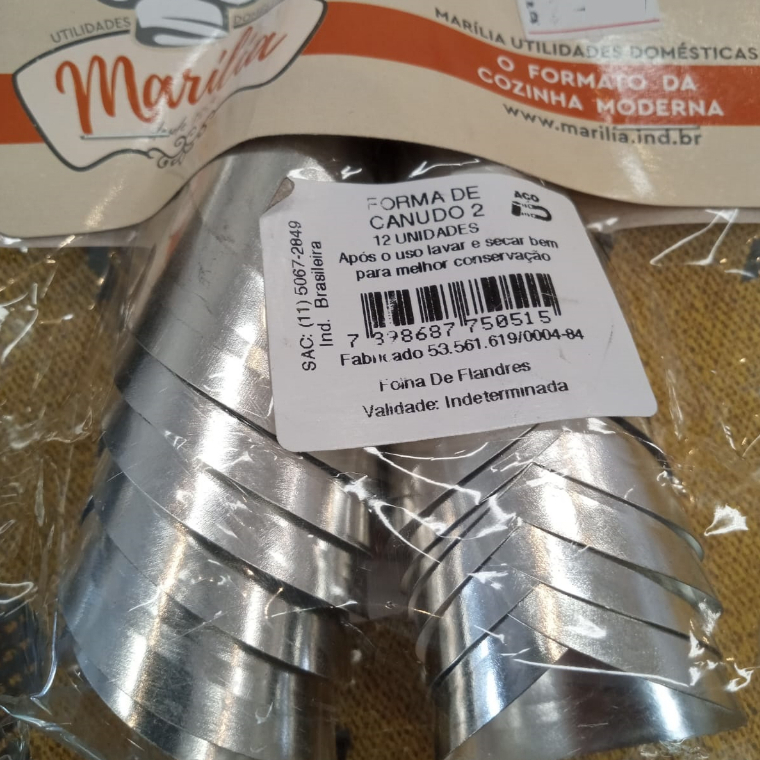 UTILIDADES
Marília
MARÍLIA UTILIDADES DOMÉSTICAS
O FORMATO DA
COZINHA MODERNA
www.marilia.ind.br
FORMA DE
CANUDO 2
12 UNIDADES
Após o uso lavar e secar bem
para melhor conservação
AÇO
7 398687 750515
Fabricado 53.561.619/0004-84
Folha De Flandres
Validade: Indeterminada
SAC: (11) 5067-2849
Ind. Brasileira